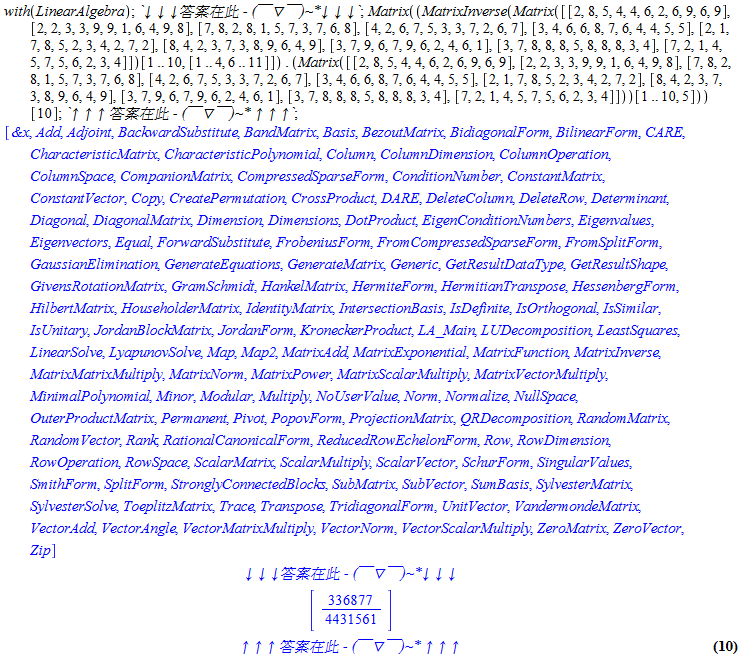 with(LinearAlgebra); `↓↓↓答案在此 - (￣▽￣)~*↓↓↓`; Matrix((MatrixInverse(Matrix([[2, 8, 5, 4, 4, 6, 2, 6, 9, 6, 9],
[2, 2, 3, 3, 9, 9, 1, 6, 4, 9, 8], [7, 8, 2, 8, 1, 5, 7, 3, 7, 6, 8], [4, 2, 6, 7, 5, 3, 3, 7, 2, 6, 7], [3, 4, 6, 6, 8, 7, 6, 4, 4, 5, 5], [2, 1,
7, 8, 5, 2, 3, 4, 2, 7, 2], [8, 4, 2, 3, 7, 3, 8, 9, 6, 4, 9], [3, 7, 9, 6, 7, 9, 6, 2, 4, 6, 1], [3, 7, 8, 8, 8, 5, 8, 8, 8, 3, 4], [7, 2, 1, 4,
5, 7, 5, 6, 2, 3, 4]])[1 .. 10, [1 .. 4, 6 .. 11]]) . (Matrix([[2, 8, 5, 4, 4, 6, 2, 6, 9, 6, 9], [2, 2, 3, 3, 9, 9, 1, 6, 4, 9, 8], [7, 8, 2,
8, 1, 5, 7, 3, 7, 6, 8], [4, 2, 6, 7, 5, 3, 3, 7, 2, 6, 7], [3, 4, 6, 6, 8, 7, 6, 4, 4, 5, 5], [2, 1, 7, 8, 5, 2, 3, 4, 2, 7, 2], [8, 4, 2, 3, 7,
3, 8, 9, 6, 4, 9], [3, 7, 9, 6, 7, 9, 6, 2, 4, 6, 1], [3, 7, 8, 8, 8, 5, 8, 8, 8, 3, 4], [7, 2, 1, 4, 5, 7, 5, 6, 2, 3, 4]]))[1 .. 10, 5]))
[10]; `↑↑↑答案在此 - (￣▽￣)~*↑↑↑`;
[&x, Add, Adjoint, BackwardSubstitute, BandMatrix, Basis, BezoutMatrix, BidiagonalForm, BilinearForm, CARE,
CharacteristicMatrix, CharacteristicPolynomial, Column, ColumnDimension, ColumnOperation,
ColumnSpace, CompanionMatrix, CompressedSparseForm, ConditionNumber, ConstantMatrix,
ConstantVector, Copy, CreatePermutation, CrossProduct, DARE, DeleteColumn, DeleteRow, Determinant,
Diagonal, DiagonalMatrix, Dimension, Dimensions, DotProduct, EigenConditionNumbers, Eigenvalues,
Eigenvectors, Equal, ForwardSubstitute, FrobeniusForm, FromCompressedSparseForm, FromSplitForm,
GaussianElimination, GenerateEquations, GenerateMatrix, Generic, GetResultDataType, GetResultShape,
GivensRotationMatrix, GramSchmidt, HankelMatrix, HermiteForm, HermitianTranspose, HessenbergForm,
HilbertMatrix, HouseholderMatrix, IdentityMatrix, IntersectionBasis, IsDefinite, IsOrthogonal, IsSimilar,
IsUnitary, JordanBlockMatrix, JordanForm, KroneckerProduct, LA_Main, LUDecomposition, LeastSquares,
LinearSolve, LyapunovSolve, Map, Map2, MatrixAdd, MatrixExponential, MatrixFunction, MatrixInverse,
MatrixMatrixMultiply, MatrixNorm, MatrixPower, MatrixScalarMultiply, MatrixVectorMultiply,
MinimalPolynomial, Minor, Modular, Multiply, NoUserValue, Norm, Normalize, NullSpace,
OuterProductMatrix, Permanent, Pivot, PopovForm, ProjectionMatrix, QRDecomposition, RandomMatrix,
RandomVector, Rank, RationalCanonicalForm, ReducedRowEchelonForm, Row, RowDimension,
RowOperation, RowSpace, ScalarMatrix, ScalarMultiply, ScalarVector, SchurForm, SingularValues,
SmithForm, SplitForm, StronglyConnectedBlocks, SubMatrix, SubVector, SumBasis, SylvesterMatrix,
SylvesterSolve, ToeplitzMatrix, Trace, Transpose, TridiagonalForm, UnitVector, VandermondeMatrix,
VectorAdd, VectorAngle, VectorMatrixMultiply, VectorNorm, VectorScalarMultiply, ZeroMatrix, ZeroVector,
Zip]
↓↓↓答案在此 - (￣▽￣)~*↓↓↓
[336877/4431561]
↑↑↑答案在此 - (￣▽￣)~*↑↑↑ (10)